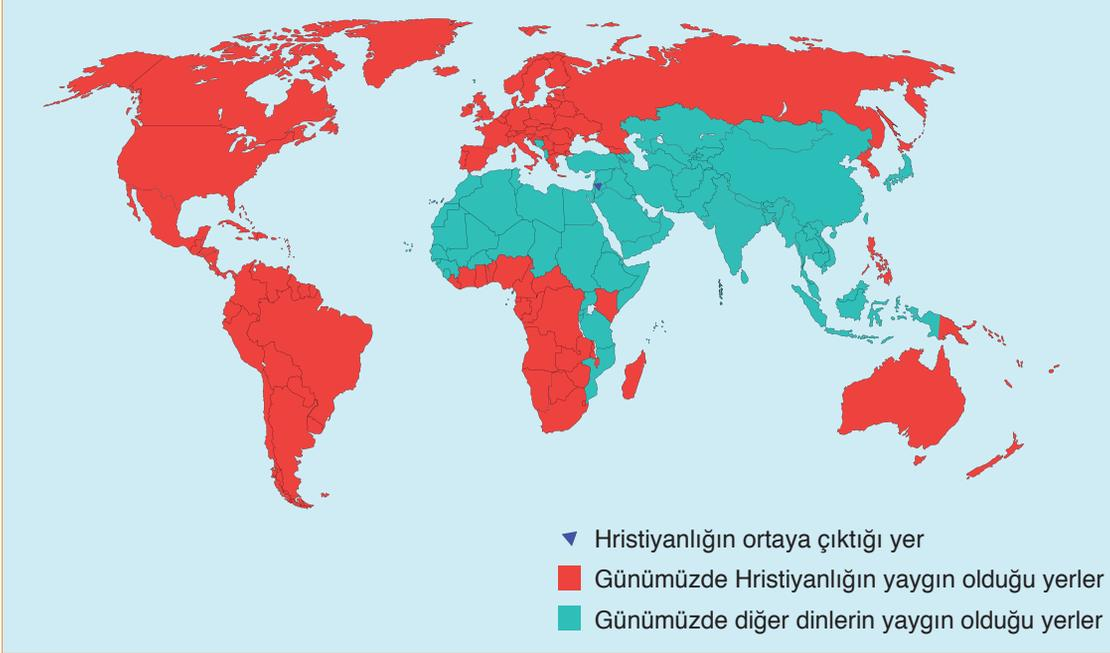 Hristiyanlığın ortaya çıktığı yer
Günümüzde Hristiyanlığın yaygın olduğu yerler
Günümüzde diğer dinlerin yaygın olduğu yerler